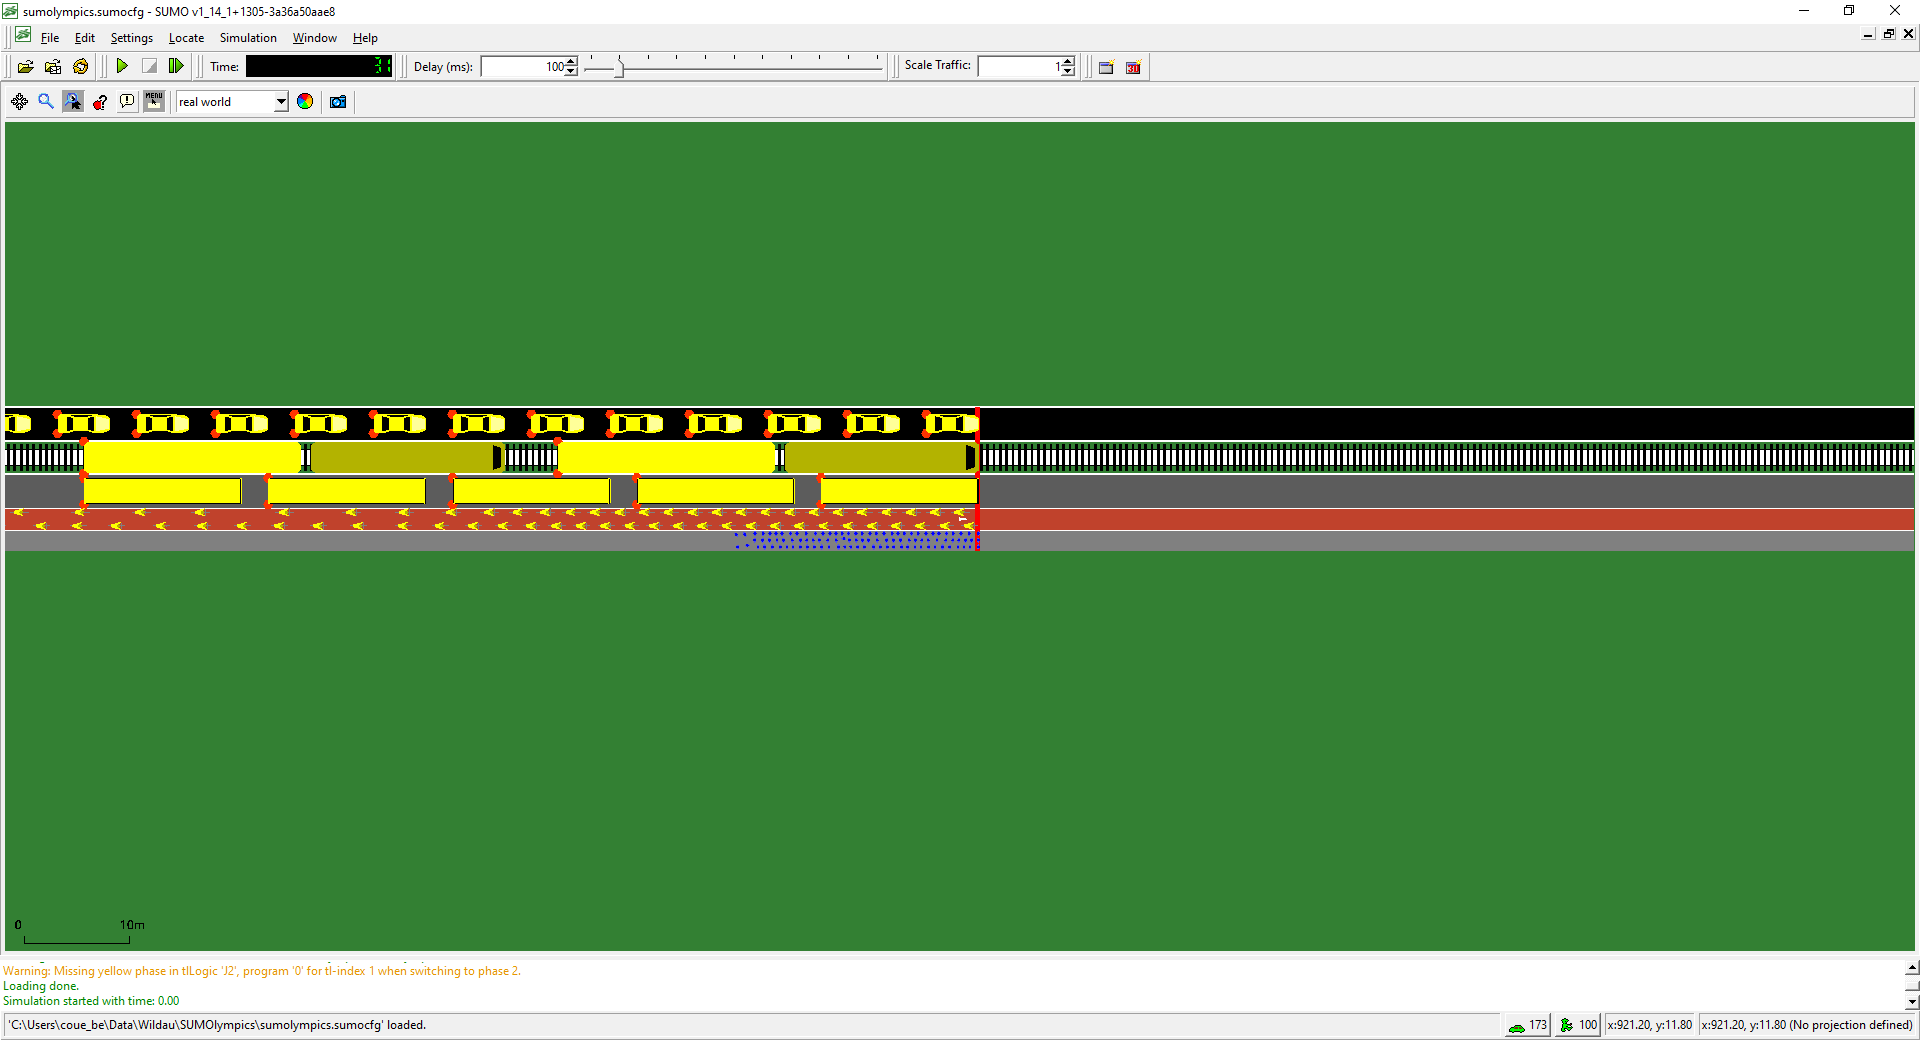 sumolympics.sumocfg - SUMO v1_14_1+1305-3a36a50aae8
File Edit Settings Locate Simulation Window Help
Time: 31 Delay (ms): 100 Scale Traffic: 1
MENU real world
0 10m
Warning: Missing yellow phase in tlLogic 'J2', program '0' for tl-index 1 when switching to phase 2.
Loading done.
Simulation started with time: 0.00
'C:\Users\coue_be\Data\Wildau\SUMOlympics\sumolympics.sumocfg' loaded. 173 100 x:921.20, y:11.80 x:921.20, y:11.80 (No projection defined)